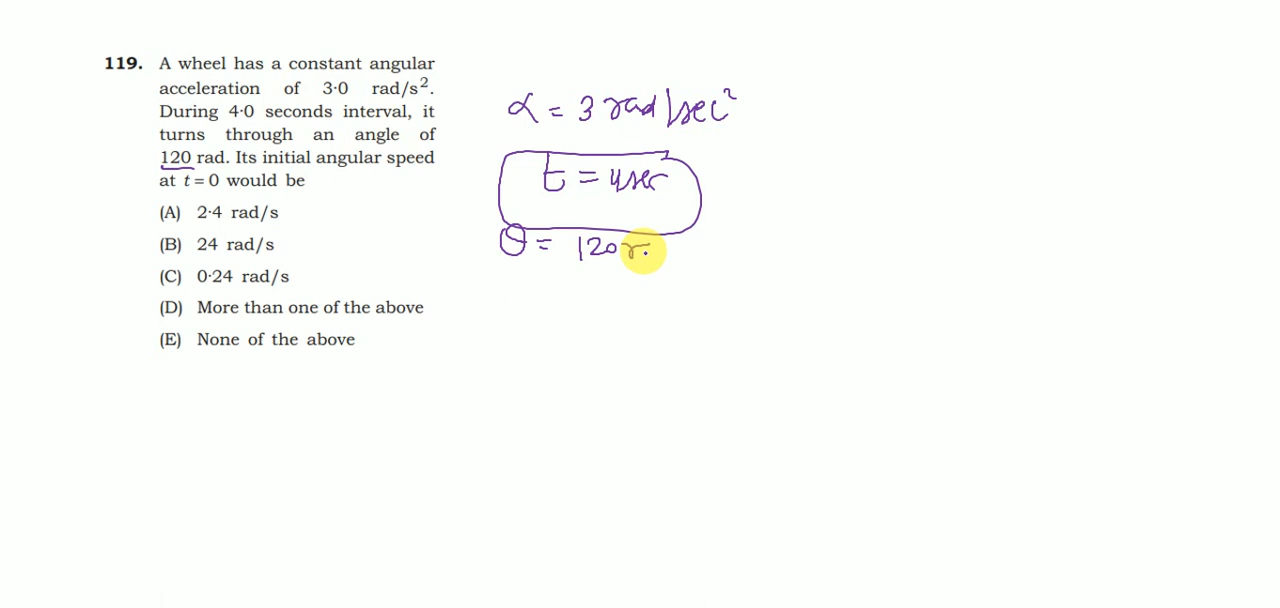 119. A wheel has a constant angular
acceleration of 3·0 rad/s².
During 4·0 seconds interval, it
turns through an angle of
120 rad. Its initial angular speed
at t = 0 would be
(A) 2·4 rad/s
(B) 24 rad/s
(C) 0·24 rad/s
(D) More than one of the above
(E) None of the above
α = 3 rad/sec²
t = 4sec
θ = 120 r